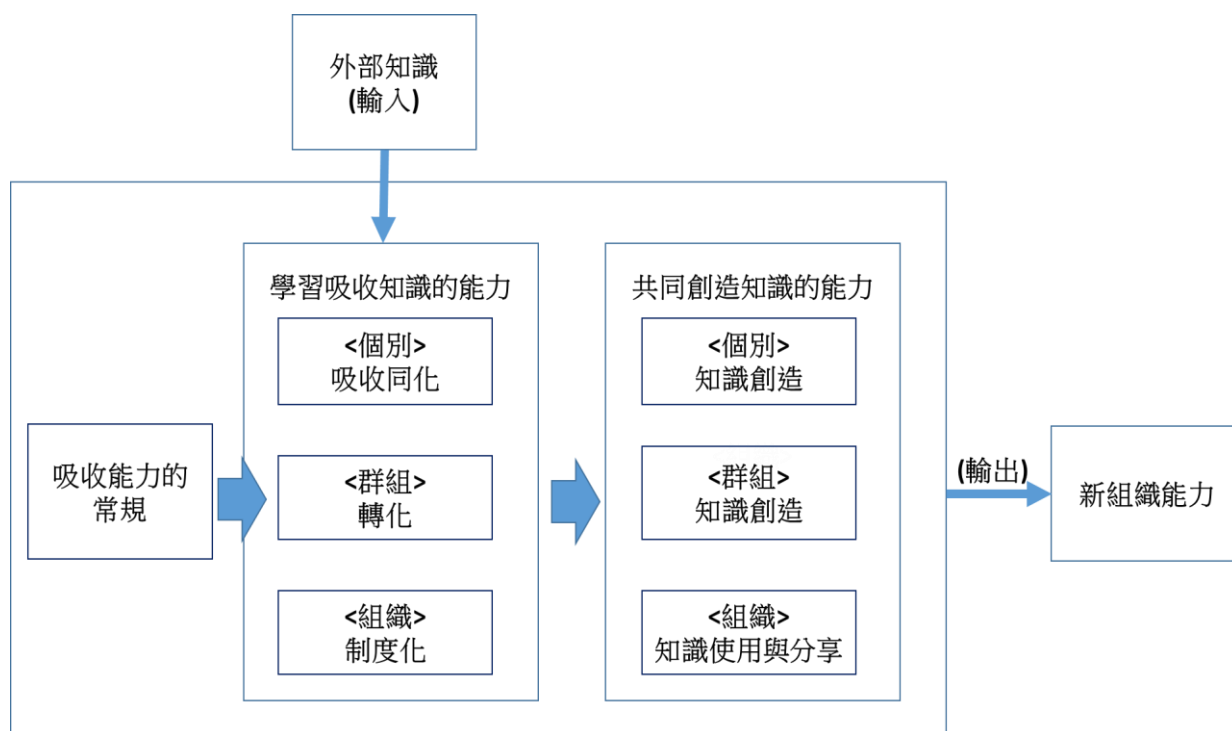 外部知識
(輸入)
學習吸收知識的能力
<個別>
吸收同化
<群組>
轉化
<組織>
制度化
吸收能力的
常規
共同創造知識的能力
<個別>
知識創造
<群組>
知識創造
<組織>
知識使用與分享
(輸出)
新組織能力